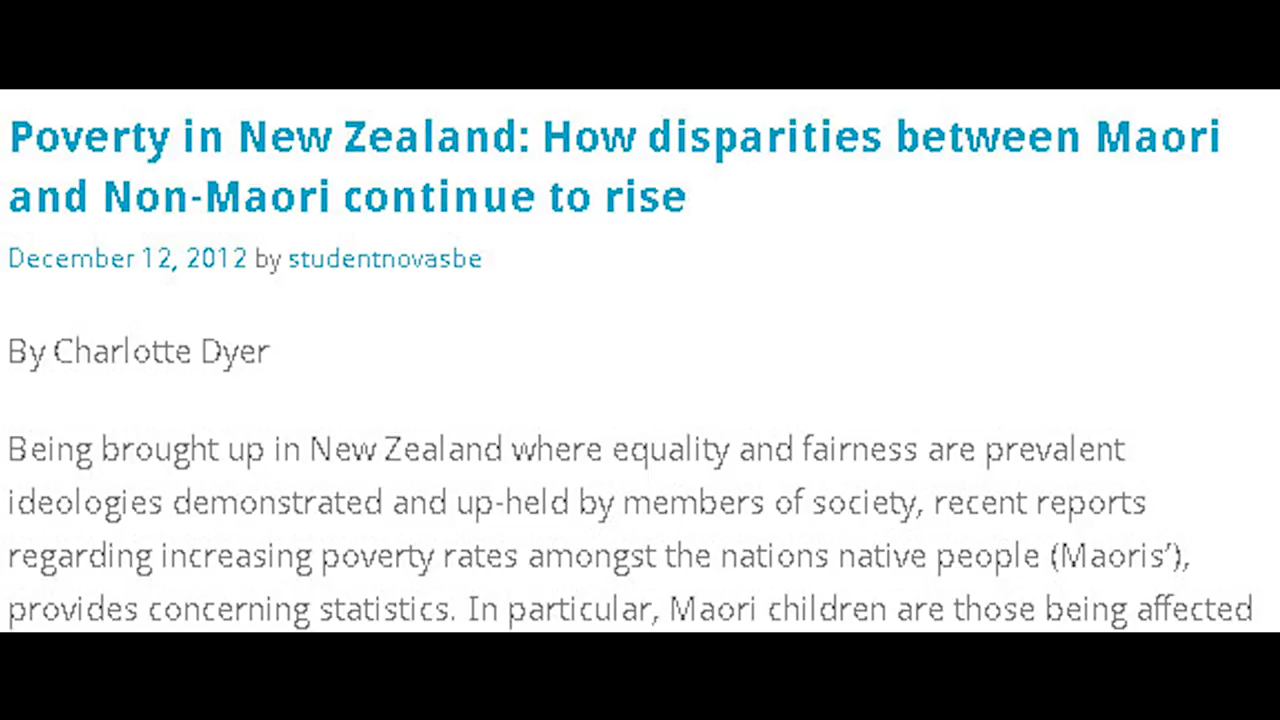 Poverty in New Zealand: How disparities between Maori
and Non-Maori continue to rise
December 12, 2012 by studentnovasbe
By Charlotte Dyer
Being brought up in New Zealand where equality and fairness are prevalent
ideologies demonstrated and up-held by members of society, recent reports
regarding increasing poverty rates amongst the nations native people (Maoris’),
provides concerning statistics. In particular, Maori children are those being affected